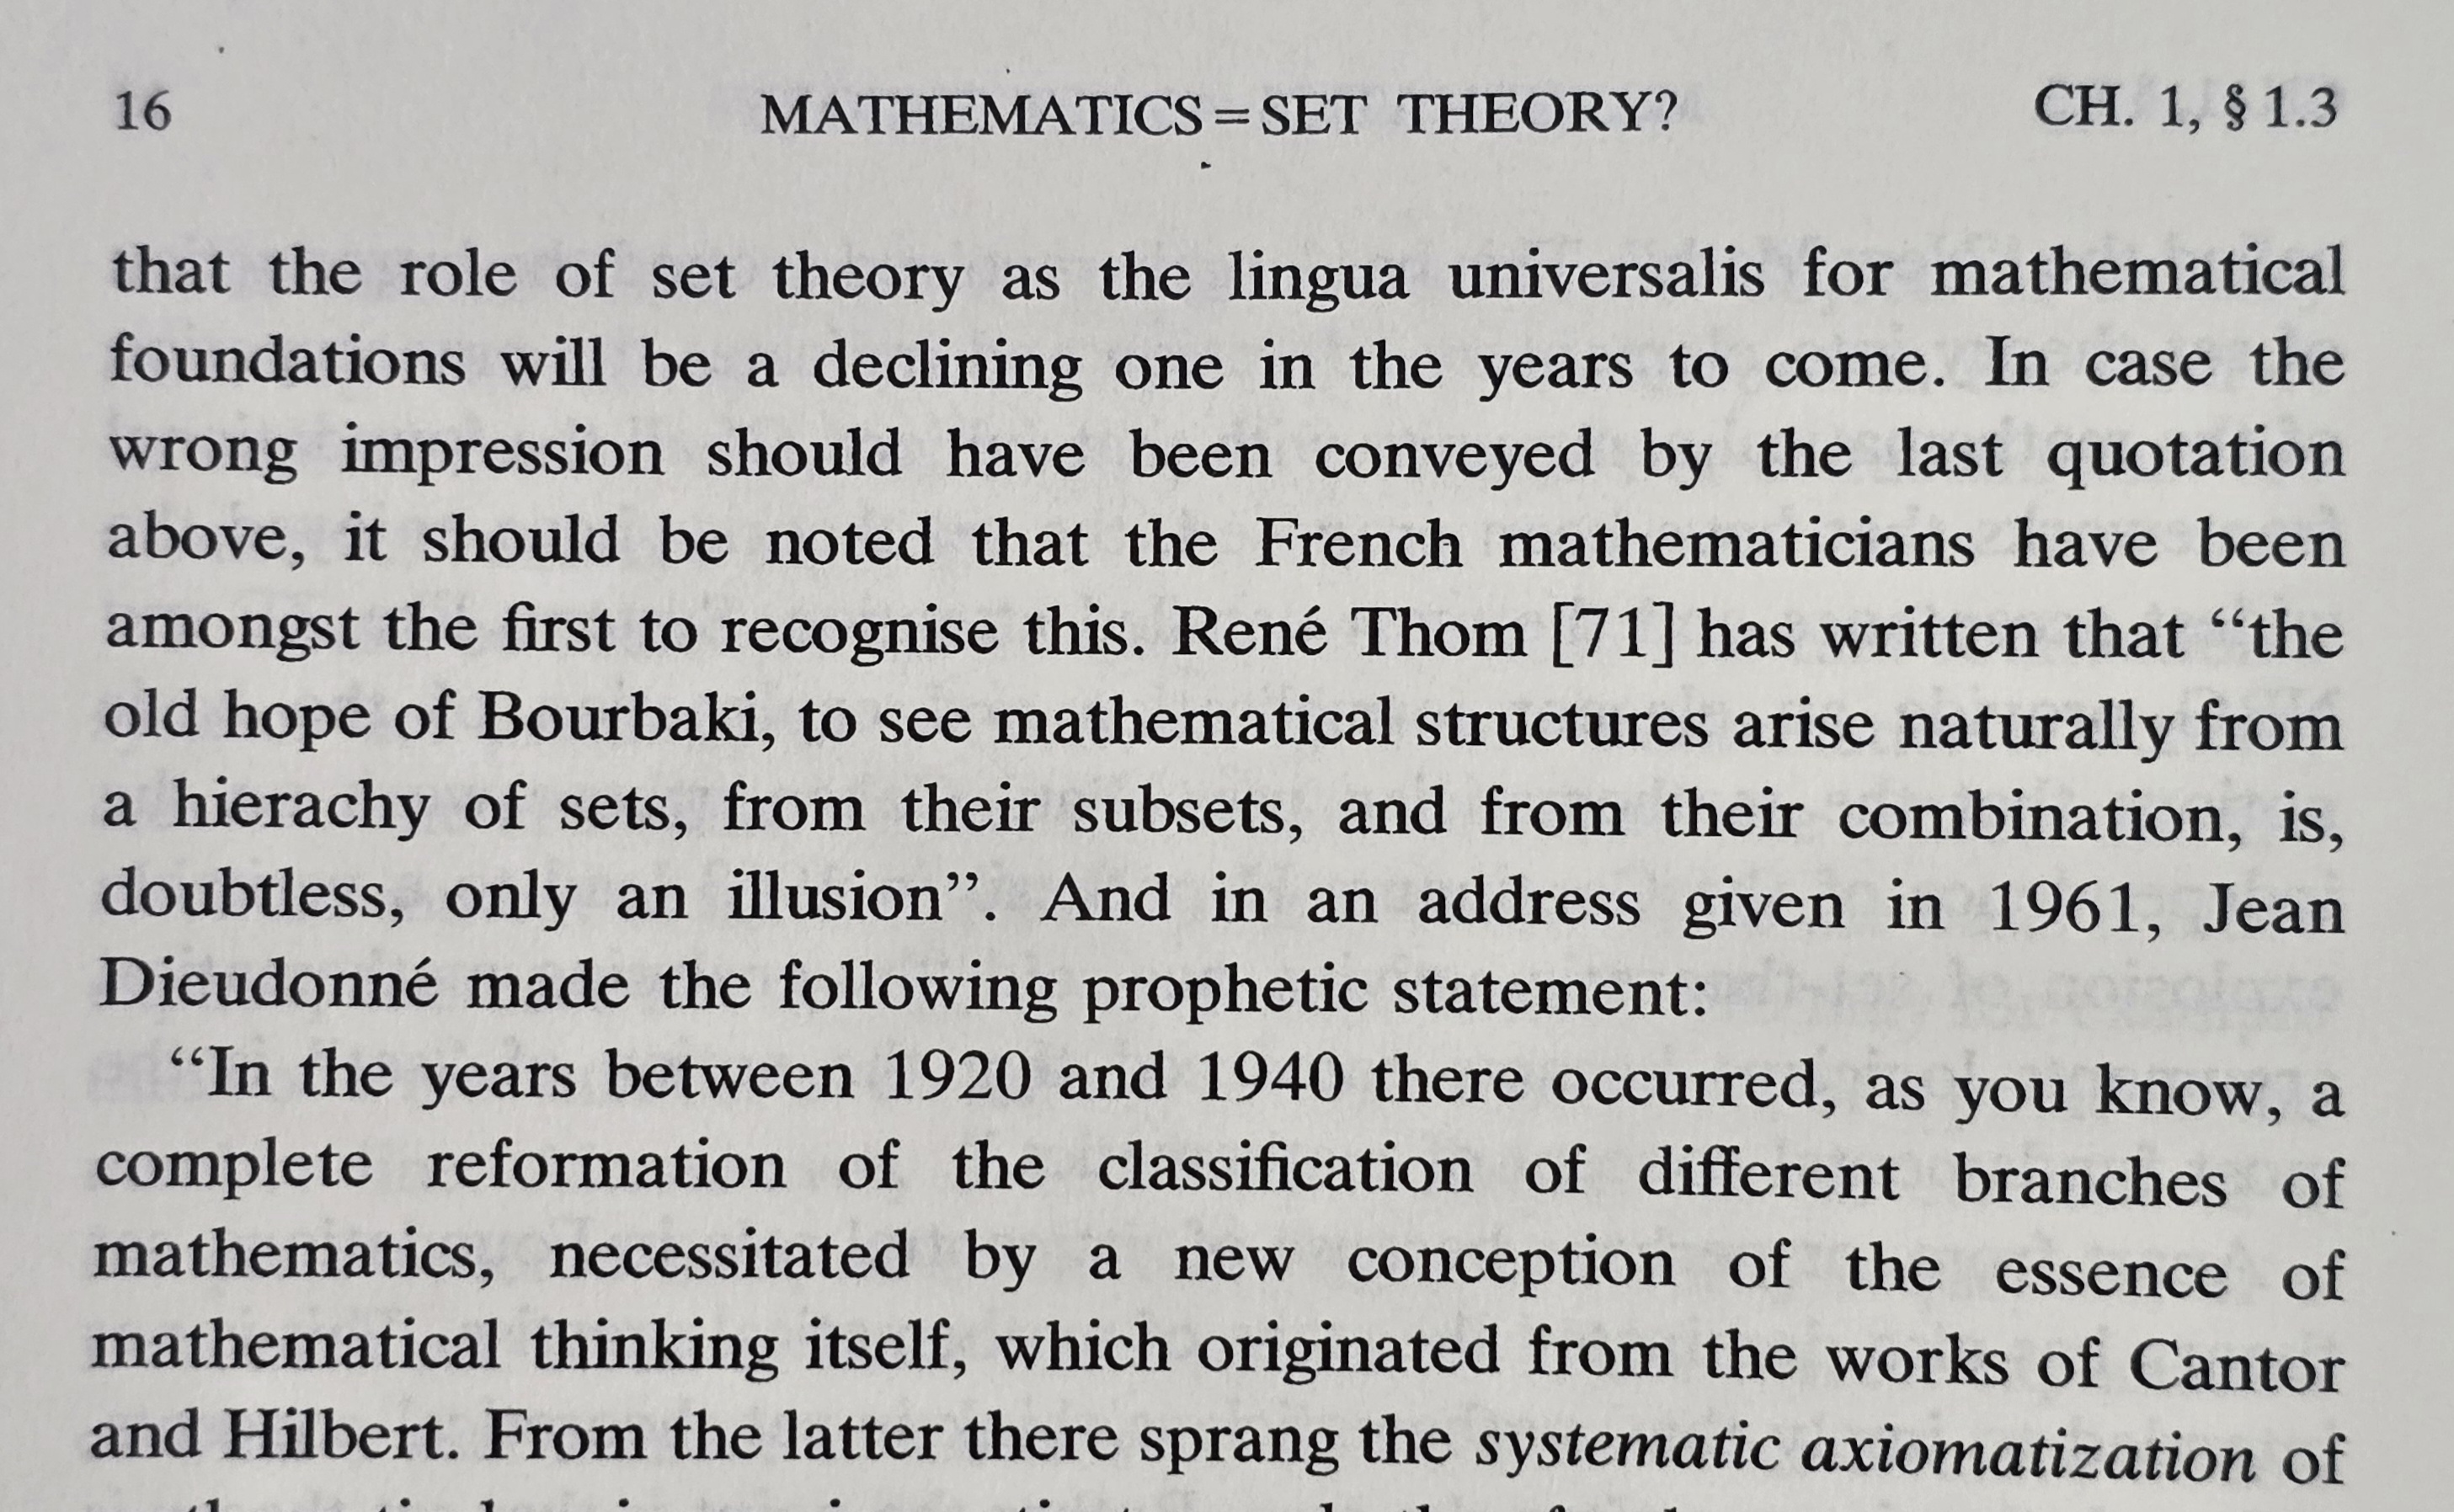 16 MATHEMATICS = SET THEORY? CH. 1, § 1.3
that the role of set theory as the lingua universalis for mathematical
foundations will be a declining one in the years to come. In case the
wrong impression should have been conveyed by the last quotation
above, it should be noted that the French mathematicians have been
amongst the first to recognise this. René Thom [71] has written that “the
old hope of Bourbaki, to see mathematical structures arise naturally from
a hierachy of sets, from their subsets, and from their combination, is,
doubtless, only an illusion”. And in an address given in 1961, Jean
Dieudonné made the following prophetic statement:
“In the years between 1920 and 1940 there occurred, as you know, a
complete reformation of the classification of different branches of
mathematics, necessitated by a new conception of the essence of
mathematical thinking itself, which originated from the works of Cantor
and Hilbert. From the latter there sprang the systematic axiomatization of